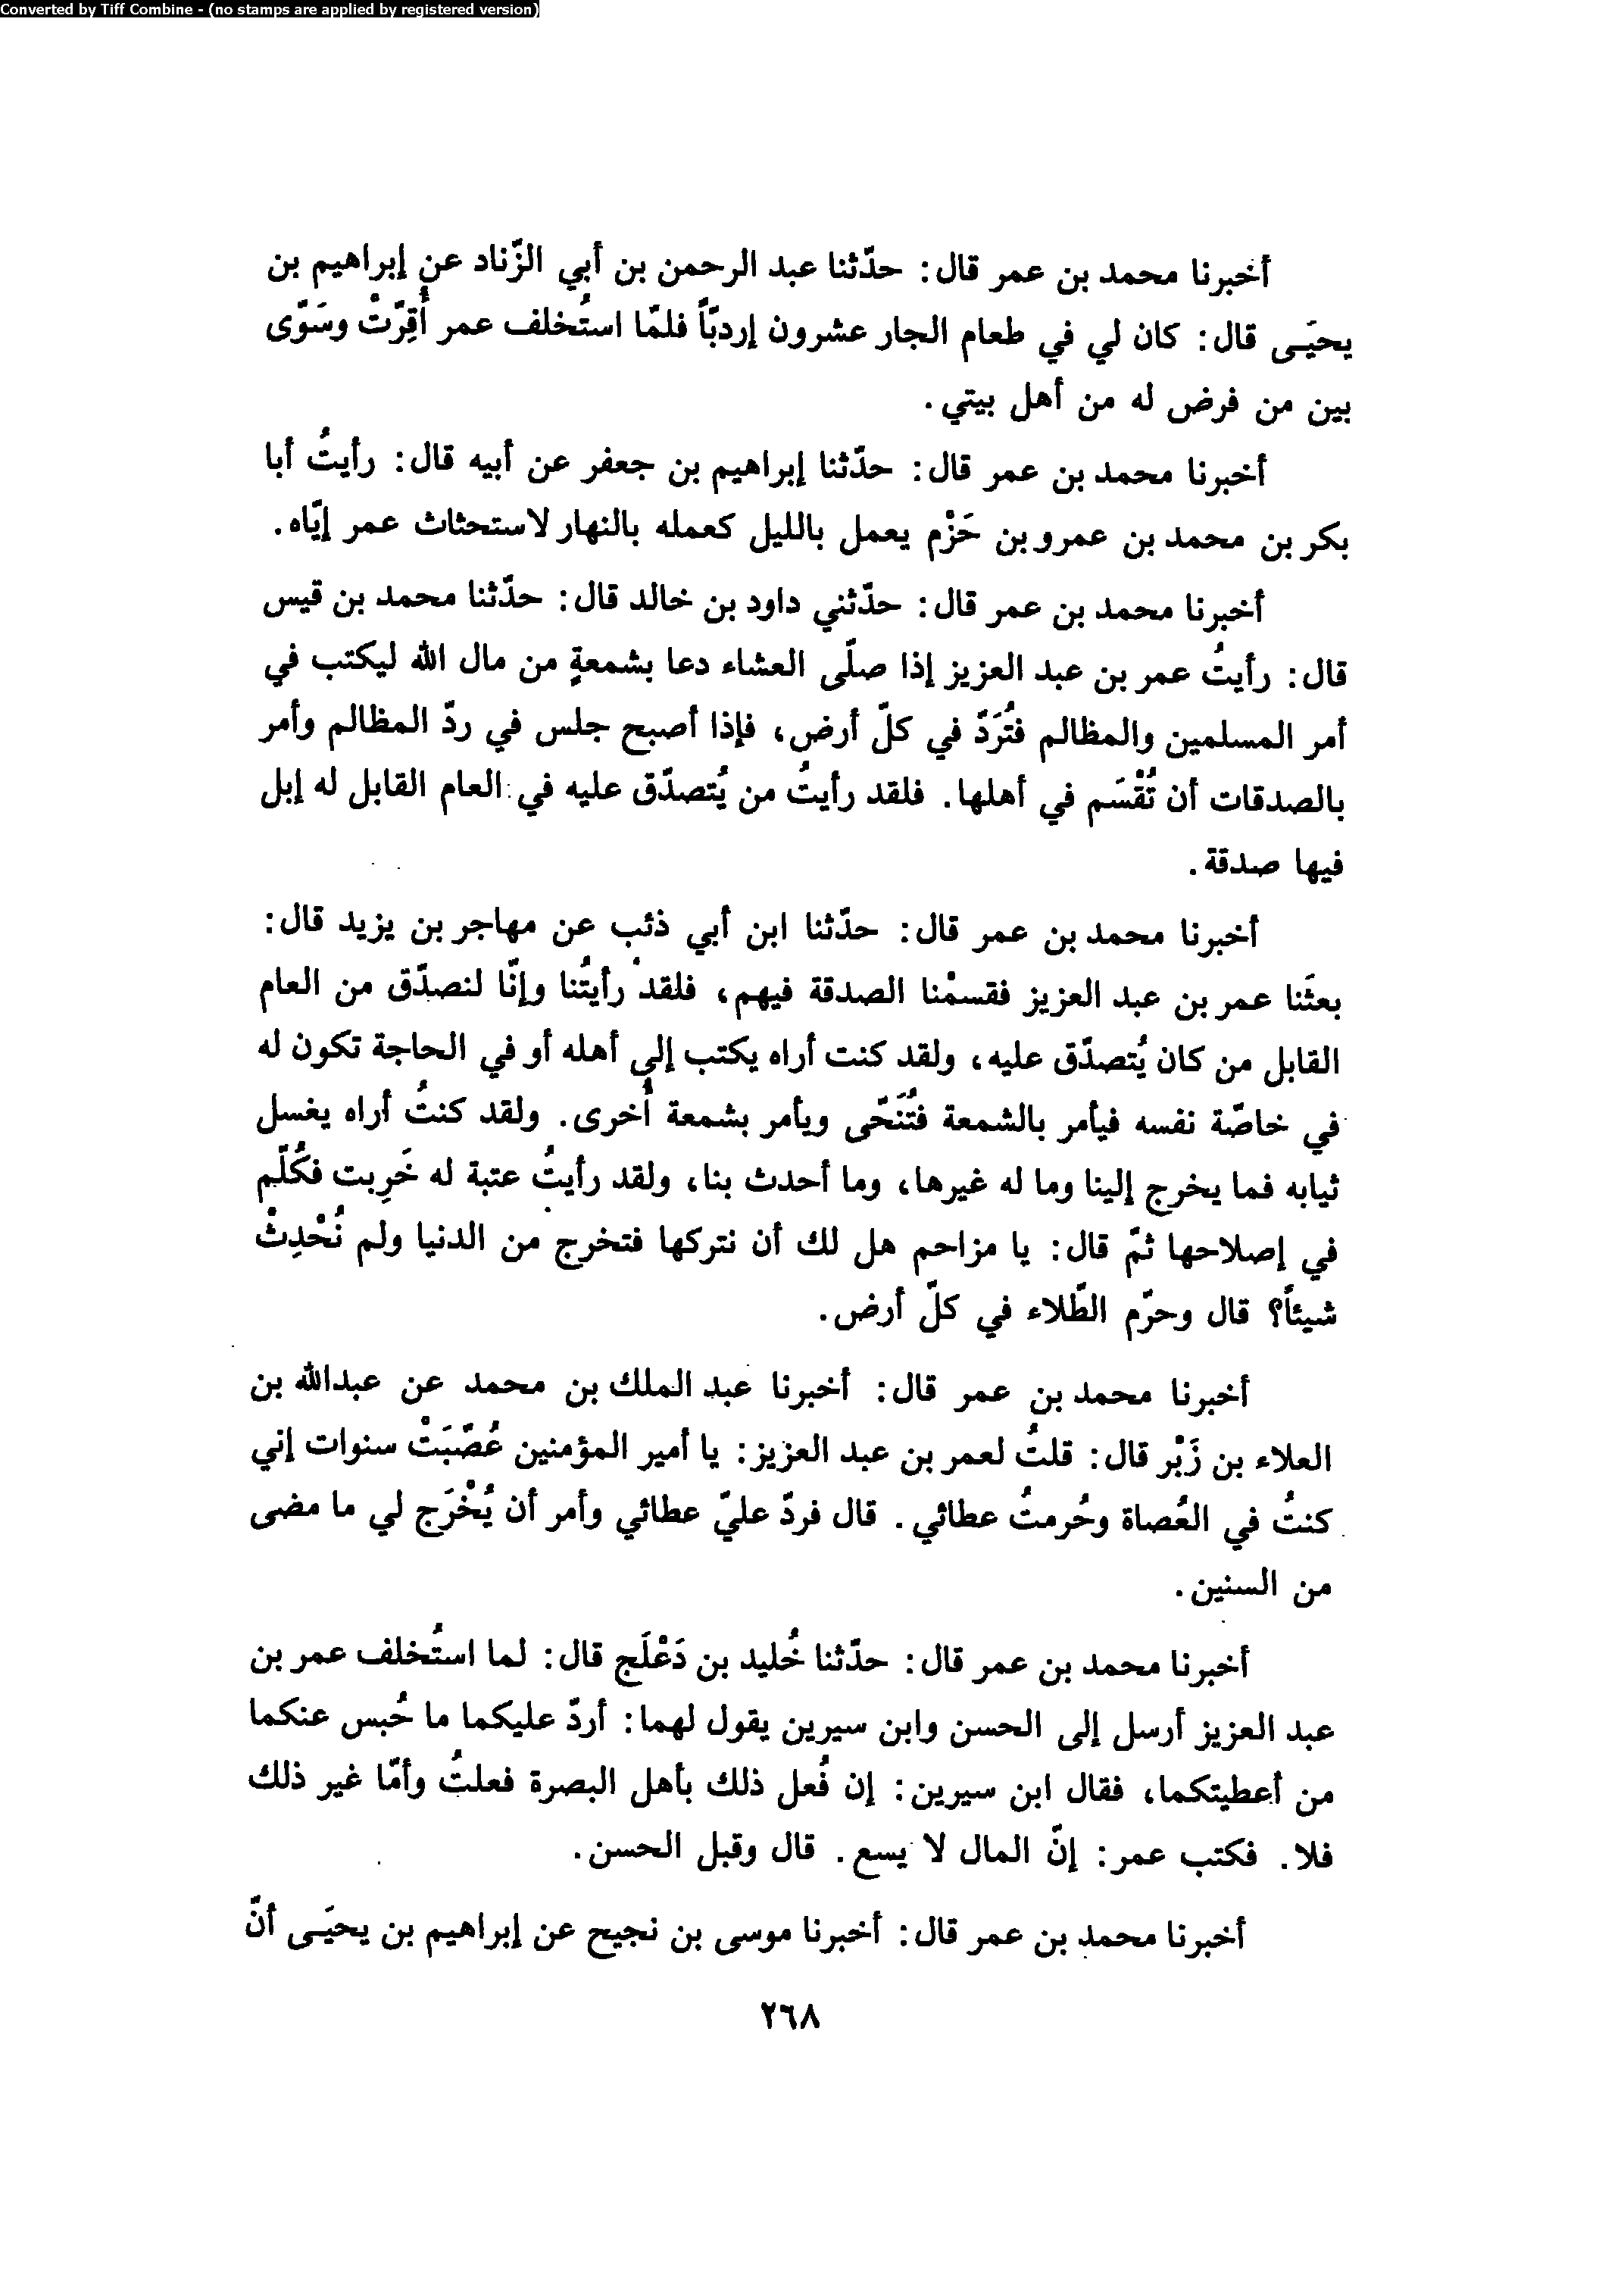 Converted by Tiff Combine - (no stamps are applied by registered version)
أخبرنا محمد بن عمر قال: حدّثنا عبد الرحمن بن أبي الزّناد عن إبراهيم بن
يحيَى قال: كان لي في طعام الجار عشرون إردبّاً فلمّا استُخلف عمر أُقِرّتْ وسَوّى
بين من فرض له من أهل بيتي.
أخبرنا محمد بن عمر قال: حدّثنا إبراهيم بن جعفر عن أبيه قال: رأيتُ أبا
بكر بن محمد بن عمرو بن حَزْم يعمل بالليل كعمله بالنهار لاستحثاث عمر إيّاه.
أخبرنا محمد بن عمر قال: حدّثني داود بن خالد قال: حدّثنا محمد بن قيس
قال: رأيتُ عمر بن عبد العزيز إذا صلّى العشاء دعا بشمعةٍ من مال الله ليكتب في
أمر المسلمين والمظالم فتُرَدّ في كلّ أرض، فإذا أصبح جلس في ردّ المظالم وأمر
بالصدقات أن تُقْسَم في أهلها. فلقد رأيتُ من يُتصدّق عليه في العام القابل له إبل
فيها صدقة.
أخبرنا محمد بن عمر قال: حدّثنا ابن أبي ذئب عن مهاجر بن يزيد قال:
بعثَنا عمر بن عبد العزيز فقسمْنا الصدقة فيهم، فلقد رأيتُنا وإنّا لنصدّق من العام
القابل من كان يُتصدّق عليه، ولقد كنت أراه يكتب إلى أهله أو في الحاجة تكون له
في خاصّة نفسه فيأمر بالشمعة فتُنَحّى ويأمر بشمعة أُخرى. ولقد كنتُ أراه يغسل
ثيابه فما يخرج إلينا وما له غيرها، وما أحدث بنا، ولقد رأيتُ عتبة له خَرِبت فكُلّم
في إصلاحها ثمّ قال: يا مزاحم هل لك أن نتركها فتخرج من الدنيا ولم نُحْدِثْ
شيئاً؟ قال وحرّم الطّلاء في كلّ أرض.
أخبرنا محمد بن عمر قال: أخبرنا عبد الملك بن محمد عن عبدالله بن
العلاء بن زَبْر قال: قلتُ لعمر بن عبد العزيز: يا أمير المؤمنين عُصّبَتْ سنوات إني
كنتُ في العُصاة وحُرمتُ عطائي. قال فردّ عليّ عطائي وأمر أن يُخْرَج لي ما مضى
من السنين.
أخبرنا محمد بن عمر قال: حدّثنا خُليد بن دَعْلَج قال: لما استُخلف عمر بن
عبد العزيز أرسل إلى الحسن وابن سيرين يقول لهما: أردّ عليكما ما حُبس عنكما
من أعطيتكما، فقال ابن سيرين: إن فُعل ذلك بأهل البصرة فعلتُ وأمّا غير ذلك
فلا. فكتب عمر: إنّ المال لا يسع. قال وقبل الحسن.
أخبرنا محمد بن عمر قال: أخبرنا موسى بن نجيح عن إبراهيم بن يحيَى أنّ
٢٦٨